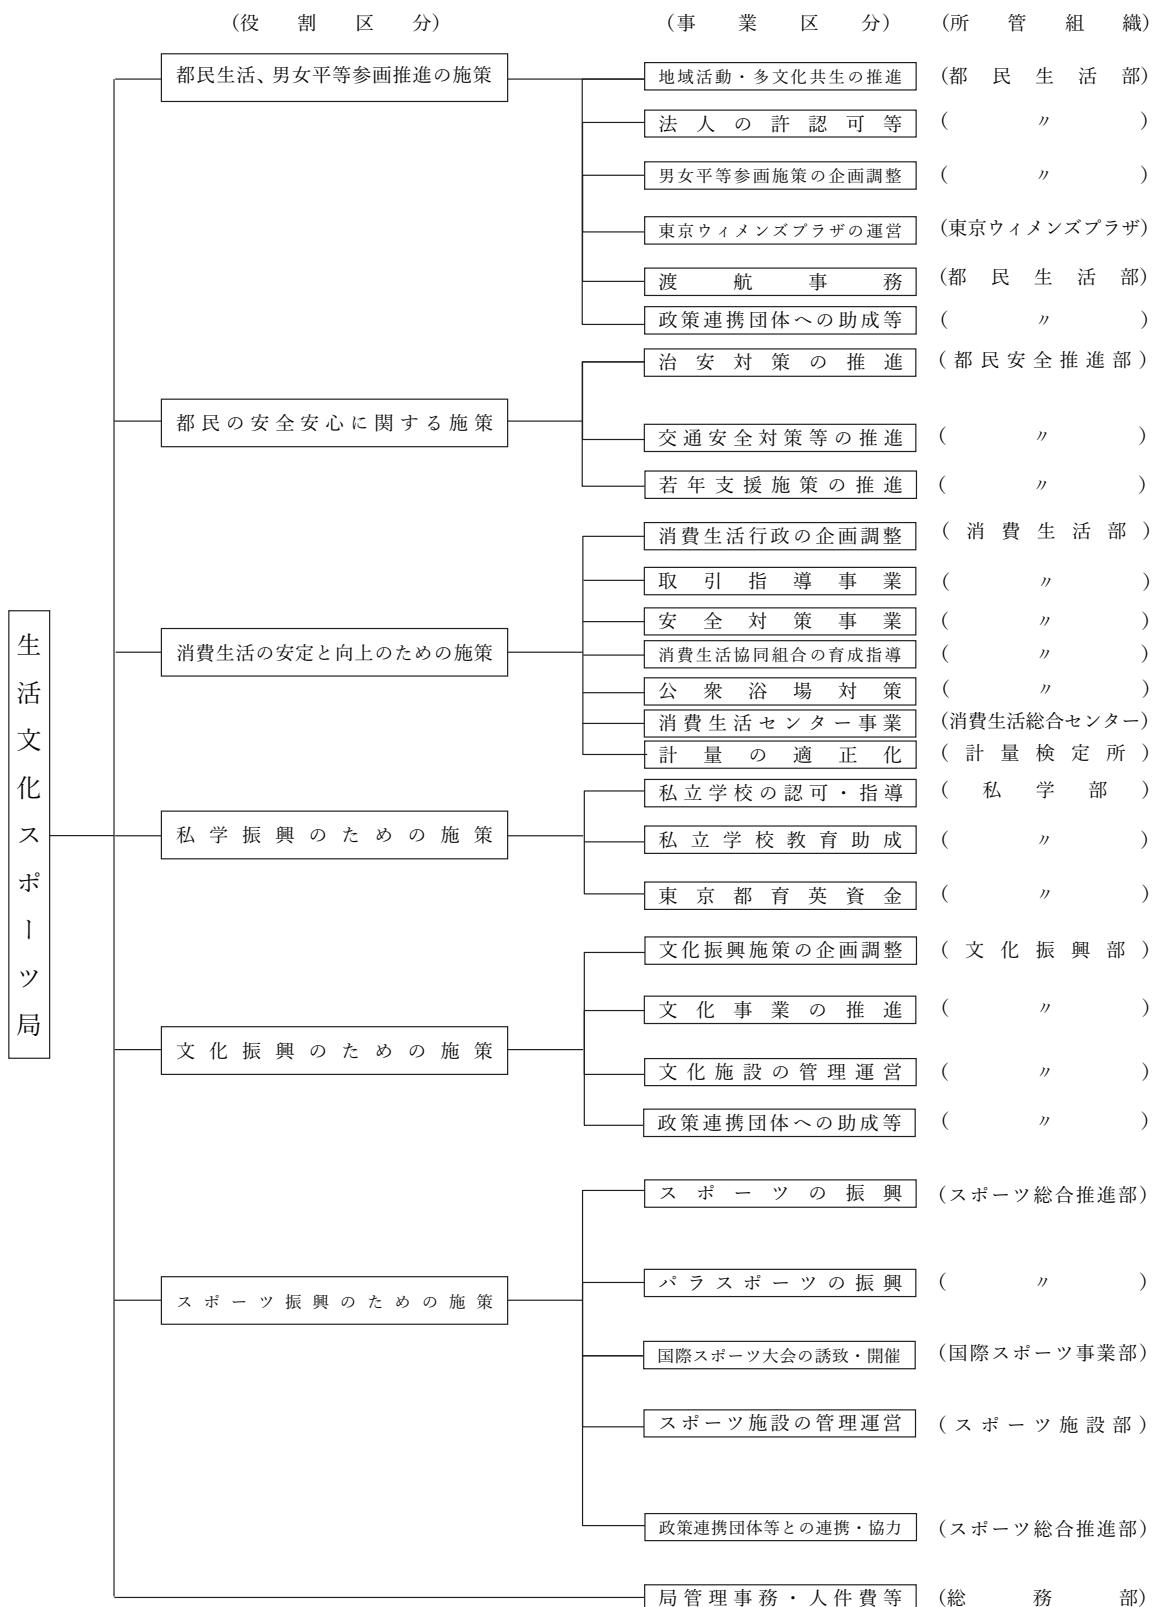 （役割区分） （事業区分） （所管組織）
都民生活、男女平等参画推進の施策 地域活動・多文化共生の推進 （都民生活部）
法人の許認可等 （〃）
男女平等参画施策の企画調整 （〃）
東京ウィメンズプラザの運営 （東京ウィメンズプラザ）
渡航事務 （都民生活部）
政策連携団体への助成等 （〃）
治安対策の推進 （都民安全推進部）
都民の安全安心に関する施策 交通安全対策等の推進 （〃）
若年支援施策の推進 （〃）
消費生活行政の企画調整 （消費生活部）
取引指導事業 （〃）
安全対策事業 （〃）
消費生活の安定と向上のための施策 消費生活協同組合の育成指導 （〃）
公衆浴場対策 （〃）
消費生活センター事業 （消費生活総合センター）
計量の適正化 （計量検定所）
生活文化スポーツ局
私立学校の認可・指導 （私学部）
私学振興のための施策 私立学校教育助成 （〃）
東京都育英資金 （〃）
文化振興施策の企画調整 （文化振興部）
文化事業の推進 （〃）
文化振興のための施策 文化施設の管理運営 （〃）
政策連携団体への助成等 （〃）
スポーツの振興 （スポーツ総合推進部）
パラスポーツの振興 （〃）
スポーツ振興のための施策 国際スポーツ大会の誘致・開催 （国際スポーツ事業部）
スポーツ施設の管理運営 （スポーツ施設部）
政策連携団体等との連携・協力 （スポーツ総合推進部）
局管理事務・人件費等 （総務部）